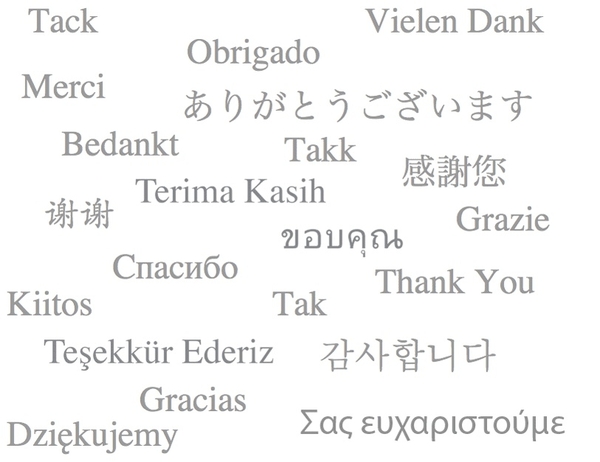 Tack
Vielen Dank
Obrigado
Merci
ありがとうございます
Bedankt
Takk
感謝您
Terima Kasih
谢谢
Grazie
ขอบคุณ
Спасибо
Thank You
Kiitos
Tak
Teşekkür Ederiz
감사합니다
Gracias
Σας ευχαριστούμε
Dziękujemy